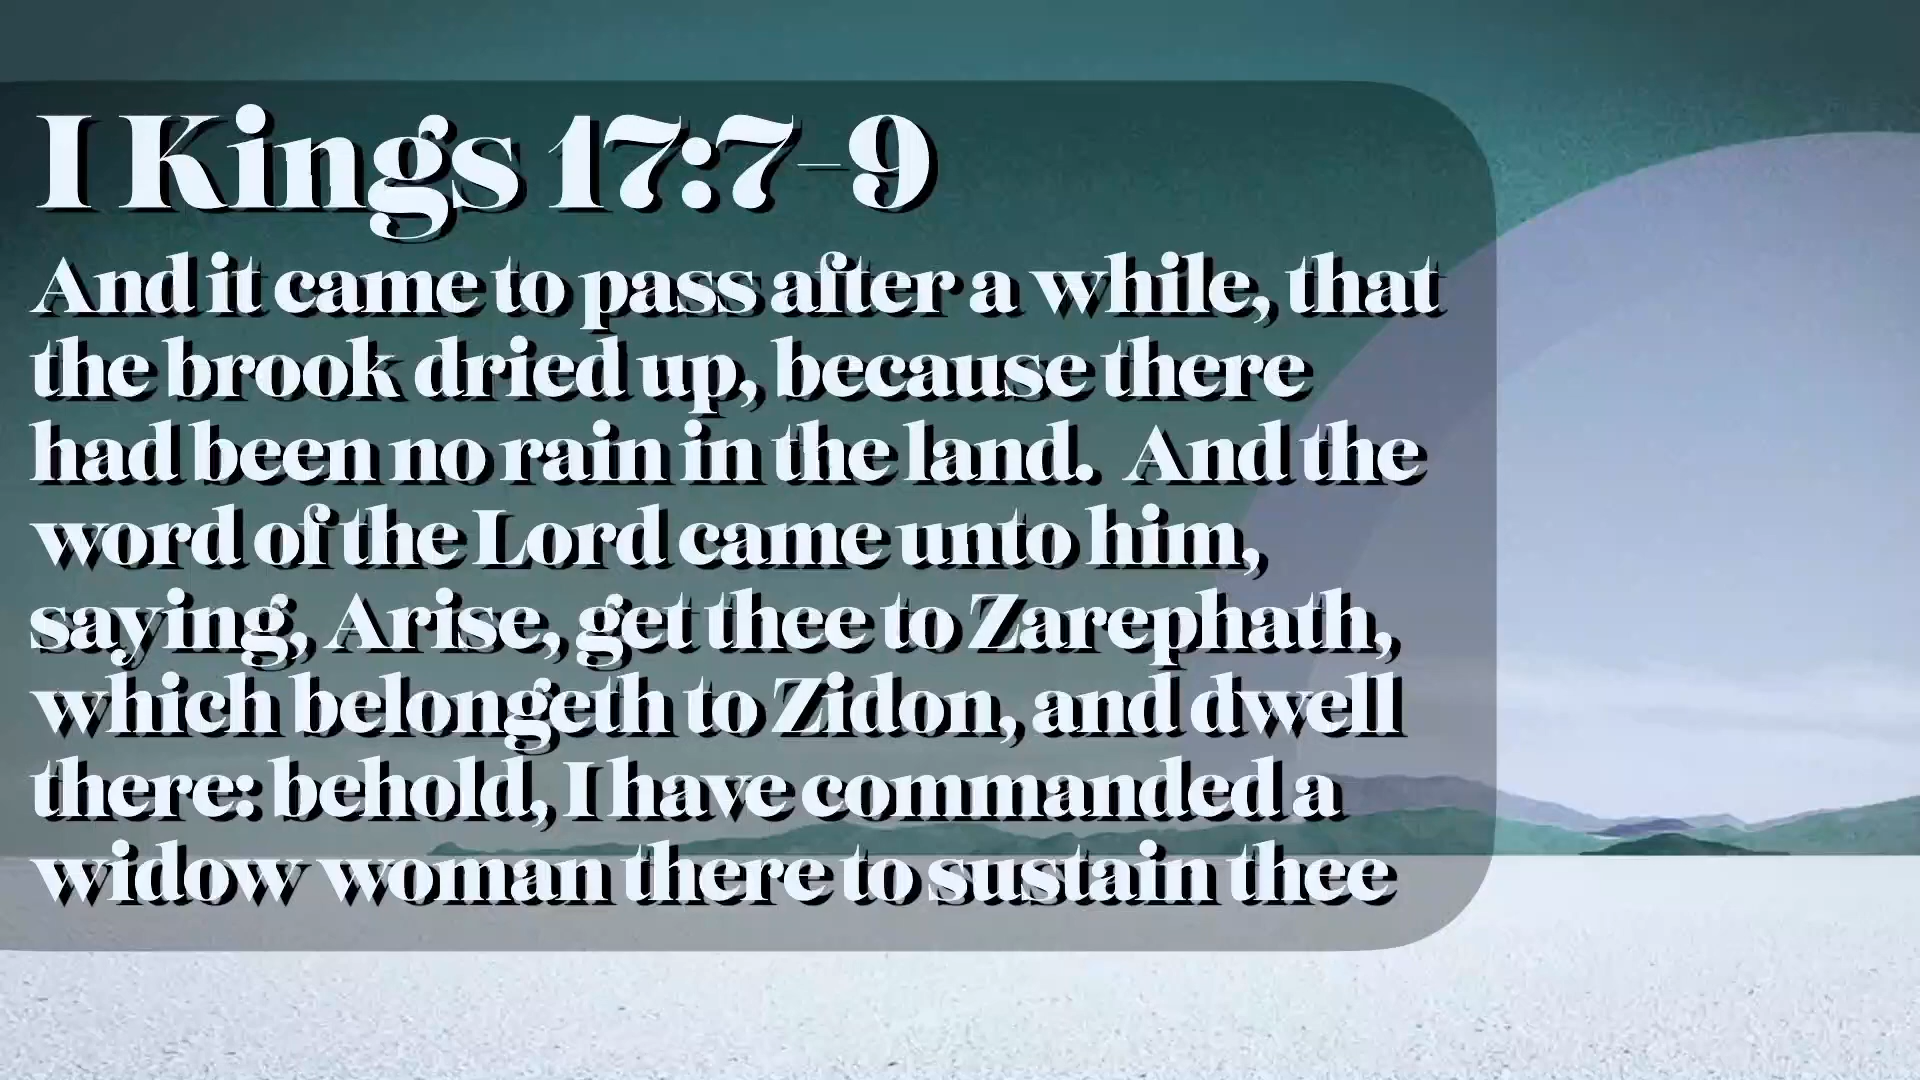 I Kings 17:7-9
And it came to pass after a while, that
the brook dried up, because there
had been no rain in the land.  And the
word of the Lord came unto him,
saying, Arise, get thee to Zarephath,
which belongeth to Zidon, and dwell
there: behold, I have commanded a
widow woman there to sustain thee